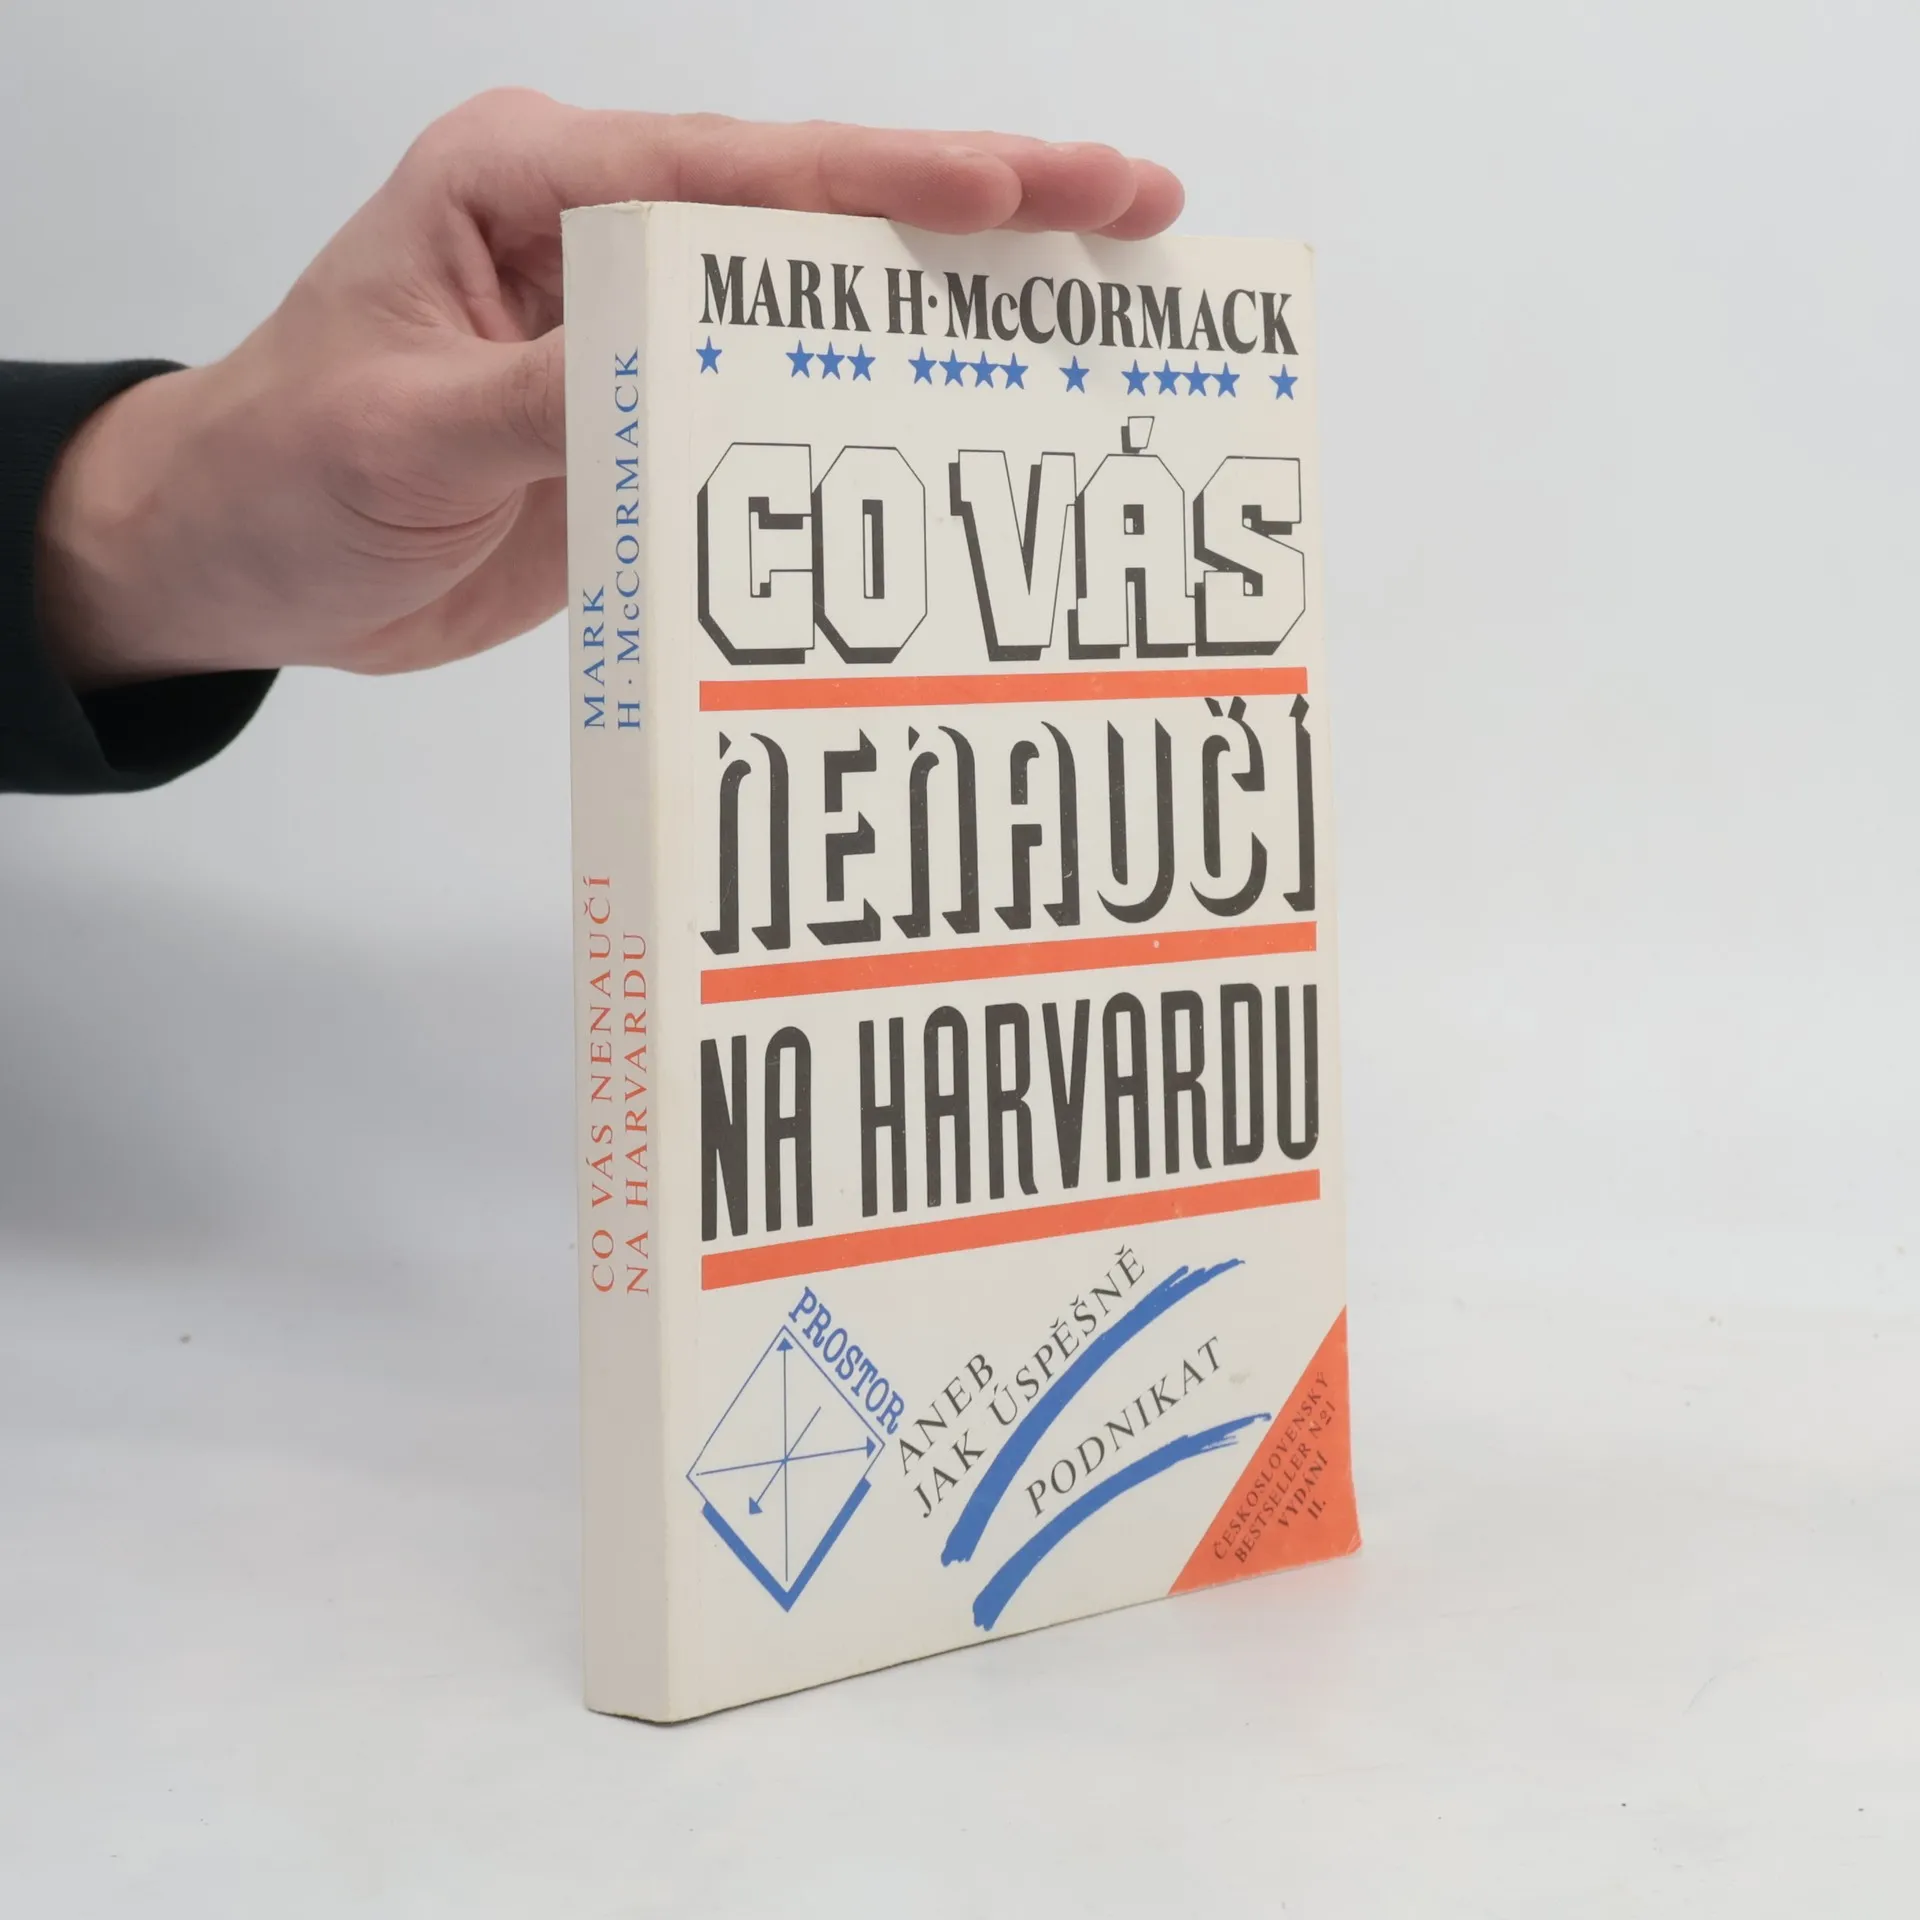 MARK H·McCORMACK
CO VÁS
NENAUČÍ
NA HARVARDU
PROSTOR
ANEB
JAK ÚSPĚŠNĚ
PODNIKAT
ČESKOSLOVENSKÝ
BESTSELLER №1
VYDÁNÍ
II.
MARK
H·McCORMACK
CO VÁS NENAUČÍ
NA HARVARDU